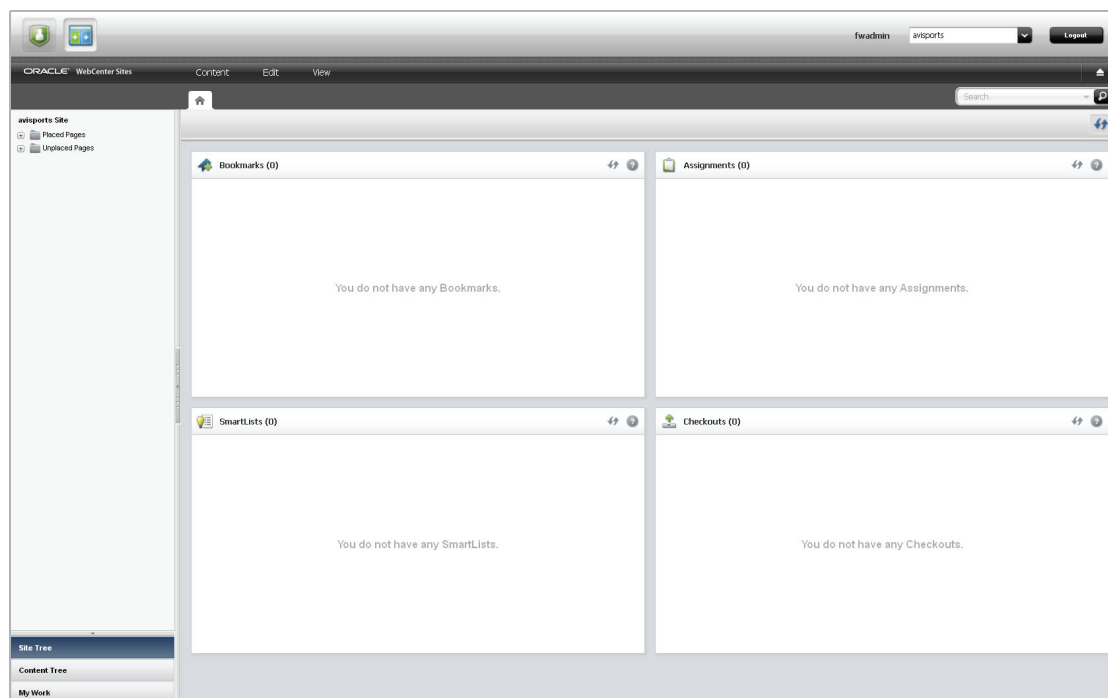 fwadmin avisports Logout
ORACLE WebCenter Sites Content Edit View
Search
avisports Site
Placed Pages
Unplaced Pages
Bookmarks (0)
You do not have any Bookmarks.
Assignments (0)
You do not have any Assignments.
SmartLists (0)
You do not have any SmartLists.
Checkouts (0)
You do not have any Checkouts.
Site Tree
Content Tree
My Work